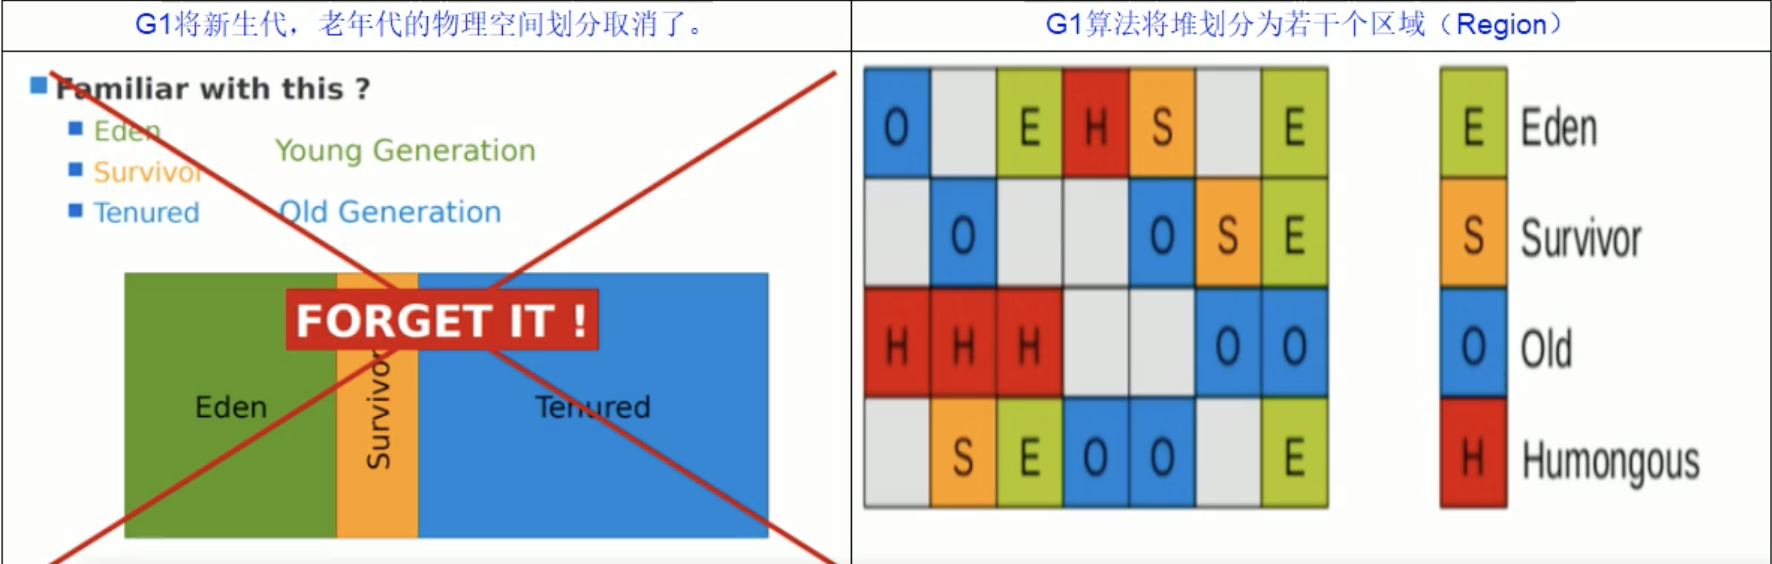 G1将新生代，老年代的物理空间划分取消了。
Familiar with this ?
Eden
Survivor
Tenured
Young Generation
Old Generation
FORGET IT !
Eden
Survivor
Tenured
G1算法将堆划分为若干个区域（Region）
O E H S E
O O S E
H H H O O
S E O O E
E Eden
S Survivor
O Old
H Humongous